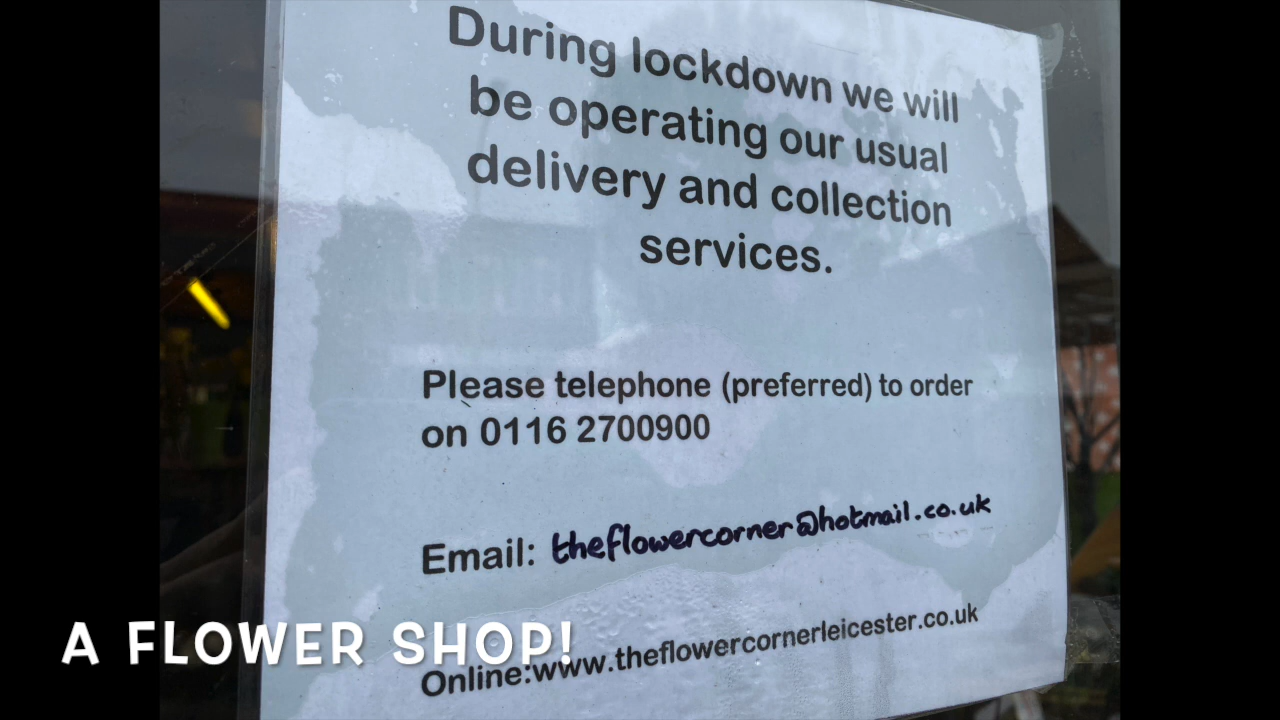 During lockdown we will
be operating our usual
delivery and collection
services.
Please telephone (preferred) to order
on 0116 2700900
Email: theflowercorner@hotmail.co.uk
A FLOWER SHOP!
Online:www.theflowercornerleicester.co.uk